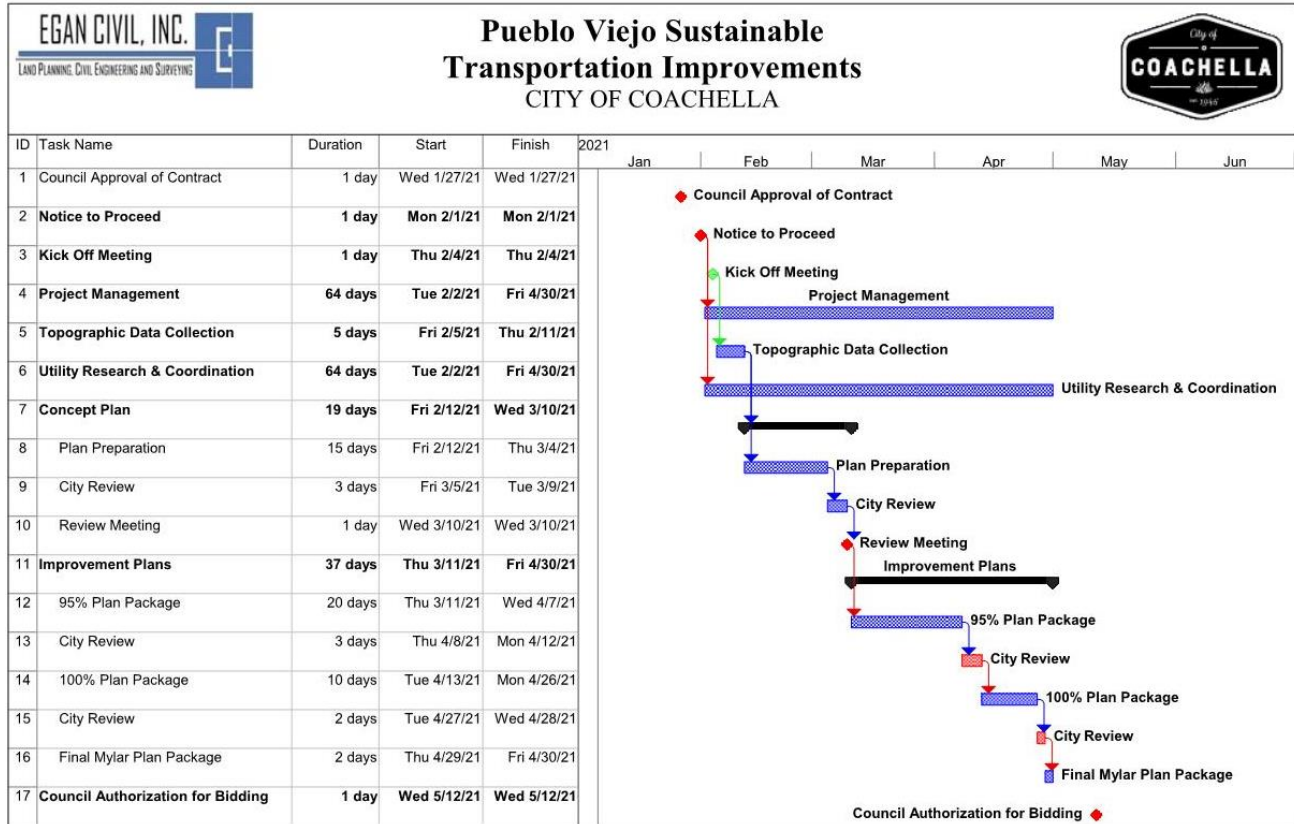 EGAN CIVIL, INC.
LAND PLANNING, CIVIL ENGINEERING AND SURVEYING
Pueblo Viejo Sustainable
Transportation Improvements
CITY OF COACHELLA
City of
COACHELLA
EST. 1946
ID Task Name Duration Start Finish 2021
Jan Feb Mar Apr May Jun
1 Council Approval of Contract 1 day Wed 1/27/21 Wed 1/27/21 Council Approval of Contract
2 Notice to Proceed 1 day Mon 2/1/21 Mon 2/1/21 Notice to Proceed
3 Kick Off Meeting 1 day Thu 2/4/21 Thu 2/4/21 Kick Off Meeting
4 Project Management 64 days Tue 2/2/21 Fri 4/30/21 Project Management
5 Topographic Data Collection 5 days Fri 2/5/21 Thu 2/11/21 Topographic Data Collection
6 Utility Research & Coordination 64 days Tue 2/2/21 Fri 4/30/21 Utility Research & Coordination
7 Concept Plan 19 days Fri 2/12/21 Wed 3/10/21
8 Plan Preparation 15 days Fri 2/12/21 Thu 3/4/21 Plan Preparation
9 City Review 3 days Fri 3/5/21 Tue 3/9/21 City Review
10 Review Meeting 1 day Wed 3/10/21 Wed 3/10/21 Review Meeting
11 Improvement Plans 37 days Thu 3/11/21 Fri 4/30/21 Improvement Plans
12 95% Plan Package 20 days Thu 3/11/21 Wed 4/7/21 95% Plan Package
13 City Review 3 days Thu 4/8/21 Mon 4/12/21 City Review
14 100% Plan Package 10 days Tue 4/13/21 Mon 4/26/21 100% Plan Package
15 City Review 2 days Tue 4/27/21 Wed 4/28/21 City Review
16 Final Mylar Plan Package 2 days Thu 4/29/21 Fri 4/30/21 Final Mylar Plan Package
17 Council Authorization for Bidding 1 day Wed 5/12/21 Wed 5/12/21 Council Authorization for Bidding